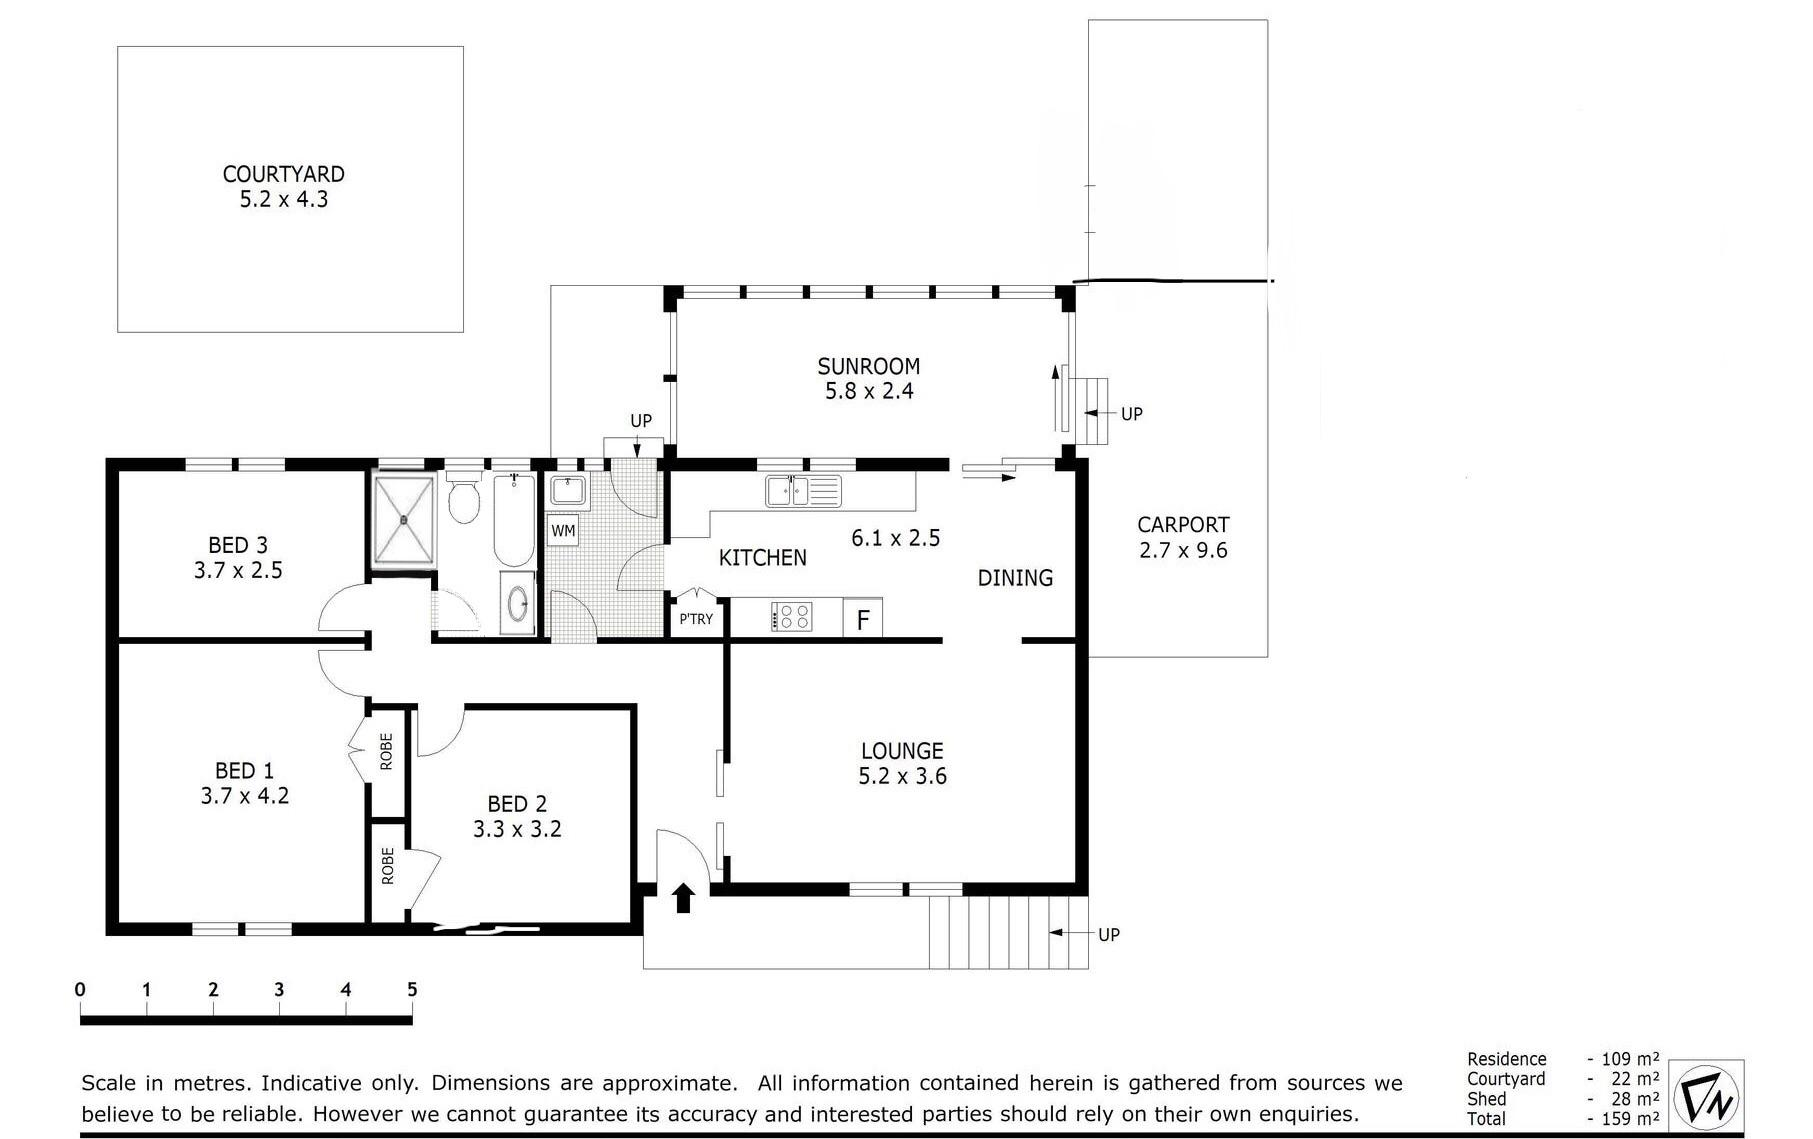 COURTYARD
5.2 x 4.3
SUNROOM
5.8 x 2.4
UP
UP
BED 3
3.7 x 2.5
WM
KITCHEN
6.1 x 2.5
DINING
P'TRY
F
CARPORT
2.7 x 9.6
BED 1
3.7 x 4.2
ROBE
ROBE
BED 2
3.3 x 3.2
LOUNGE
5.2 x 3.6
UP
0 1 2 3 4 5
Scale in metres. Indicative only. Dimensions are approximate. All information contained herein is gathered from sources we
believe to be reliable. However we cannot guarantee its accuracy and interested parties should rely on their own enquiries.
Residence - 109 m²
Courtyard - 22 m²
Shed - 28 m²
Total - 159 m²
N